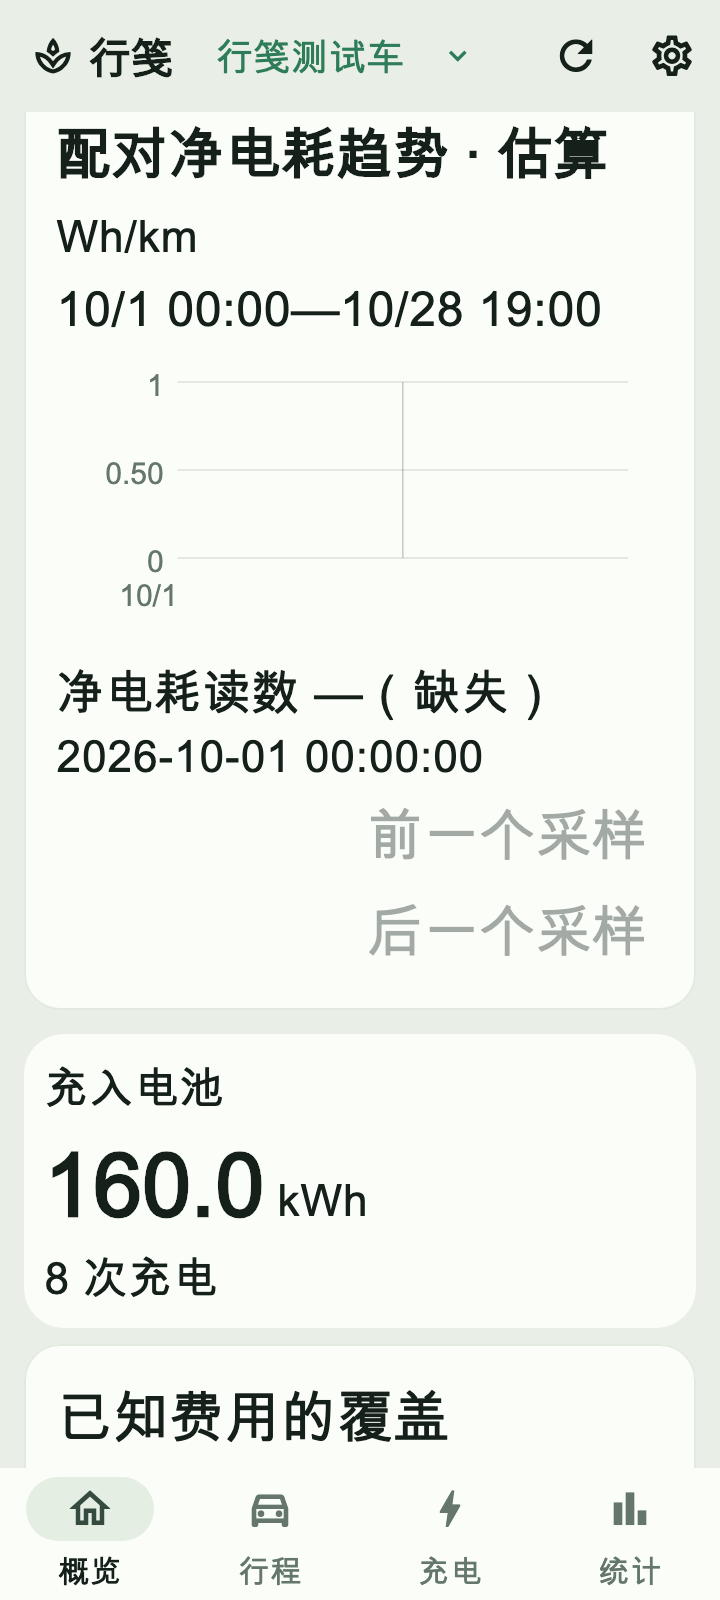 行笺 行笺测试车
配对净电耗趋势 · 估算
Wh/km
10/1 00:00—10/28 19:00
1
0.50
0
10/1
净电耗读数 —( 缺失 )
2026-10-01 00:00:00
前一个采样
后一个采样
充入电池
160.0 kWh
8 次充电
已知费用的覆盖
概览 行程 充电 统计